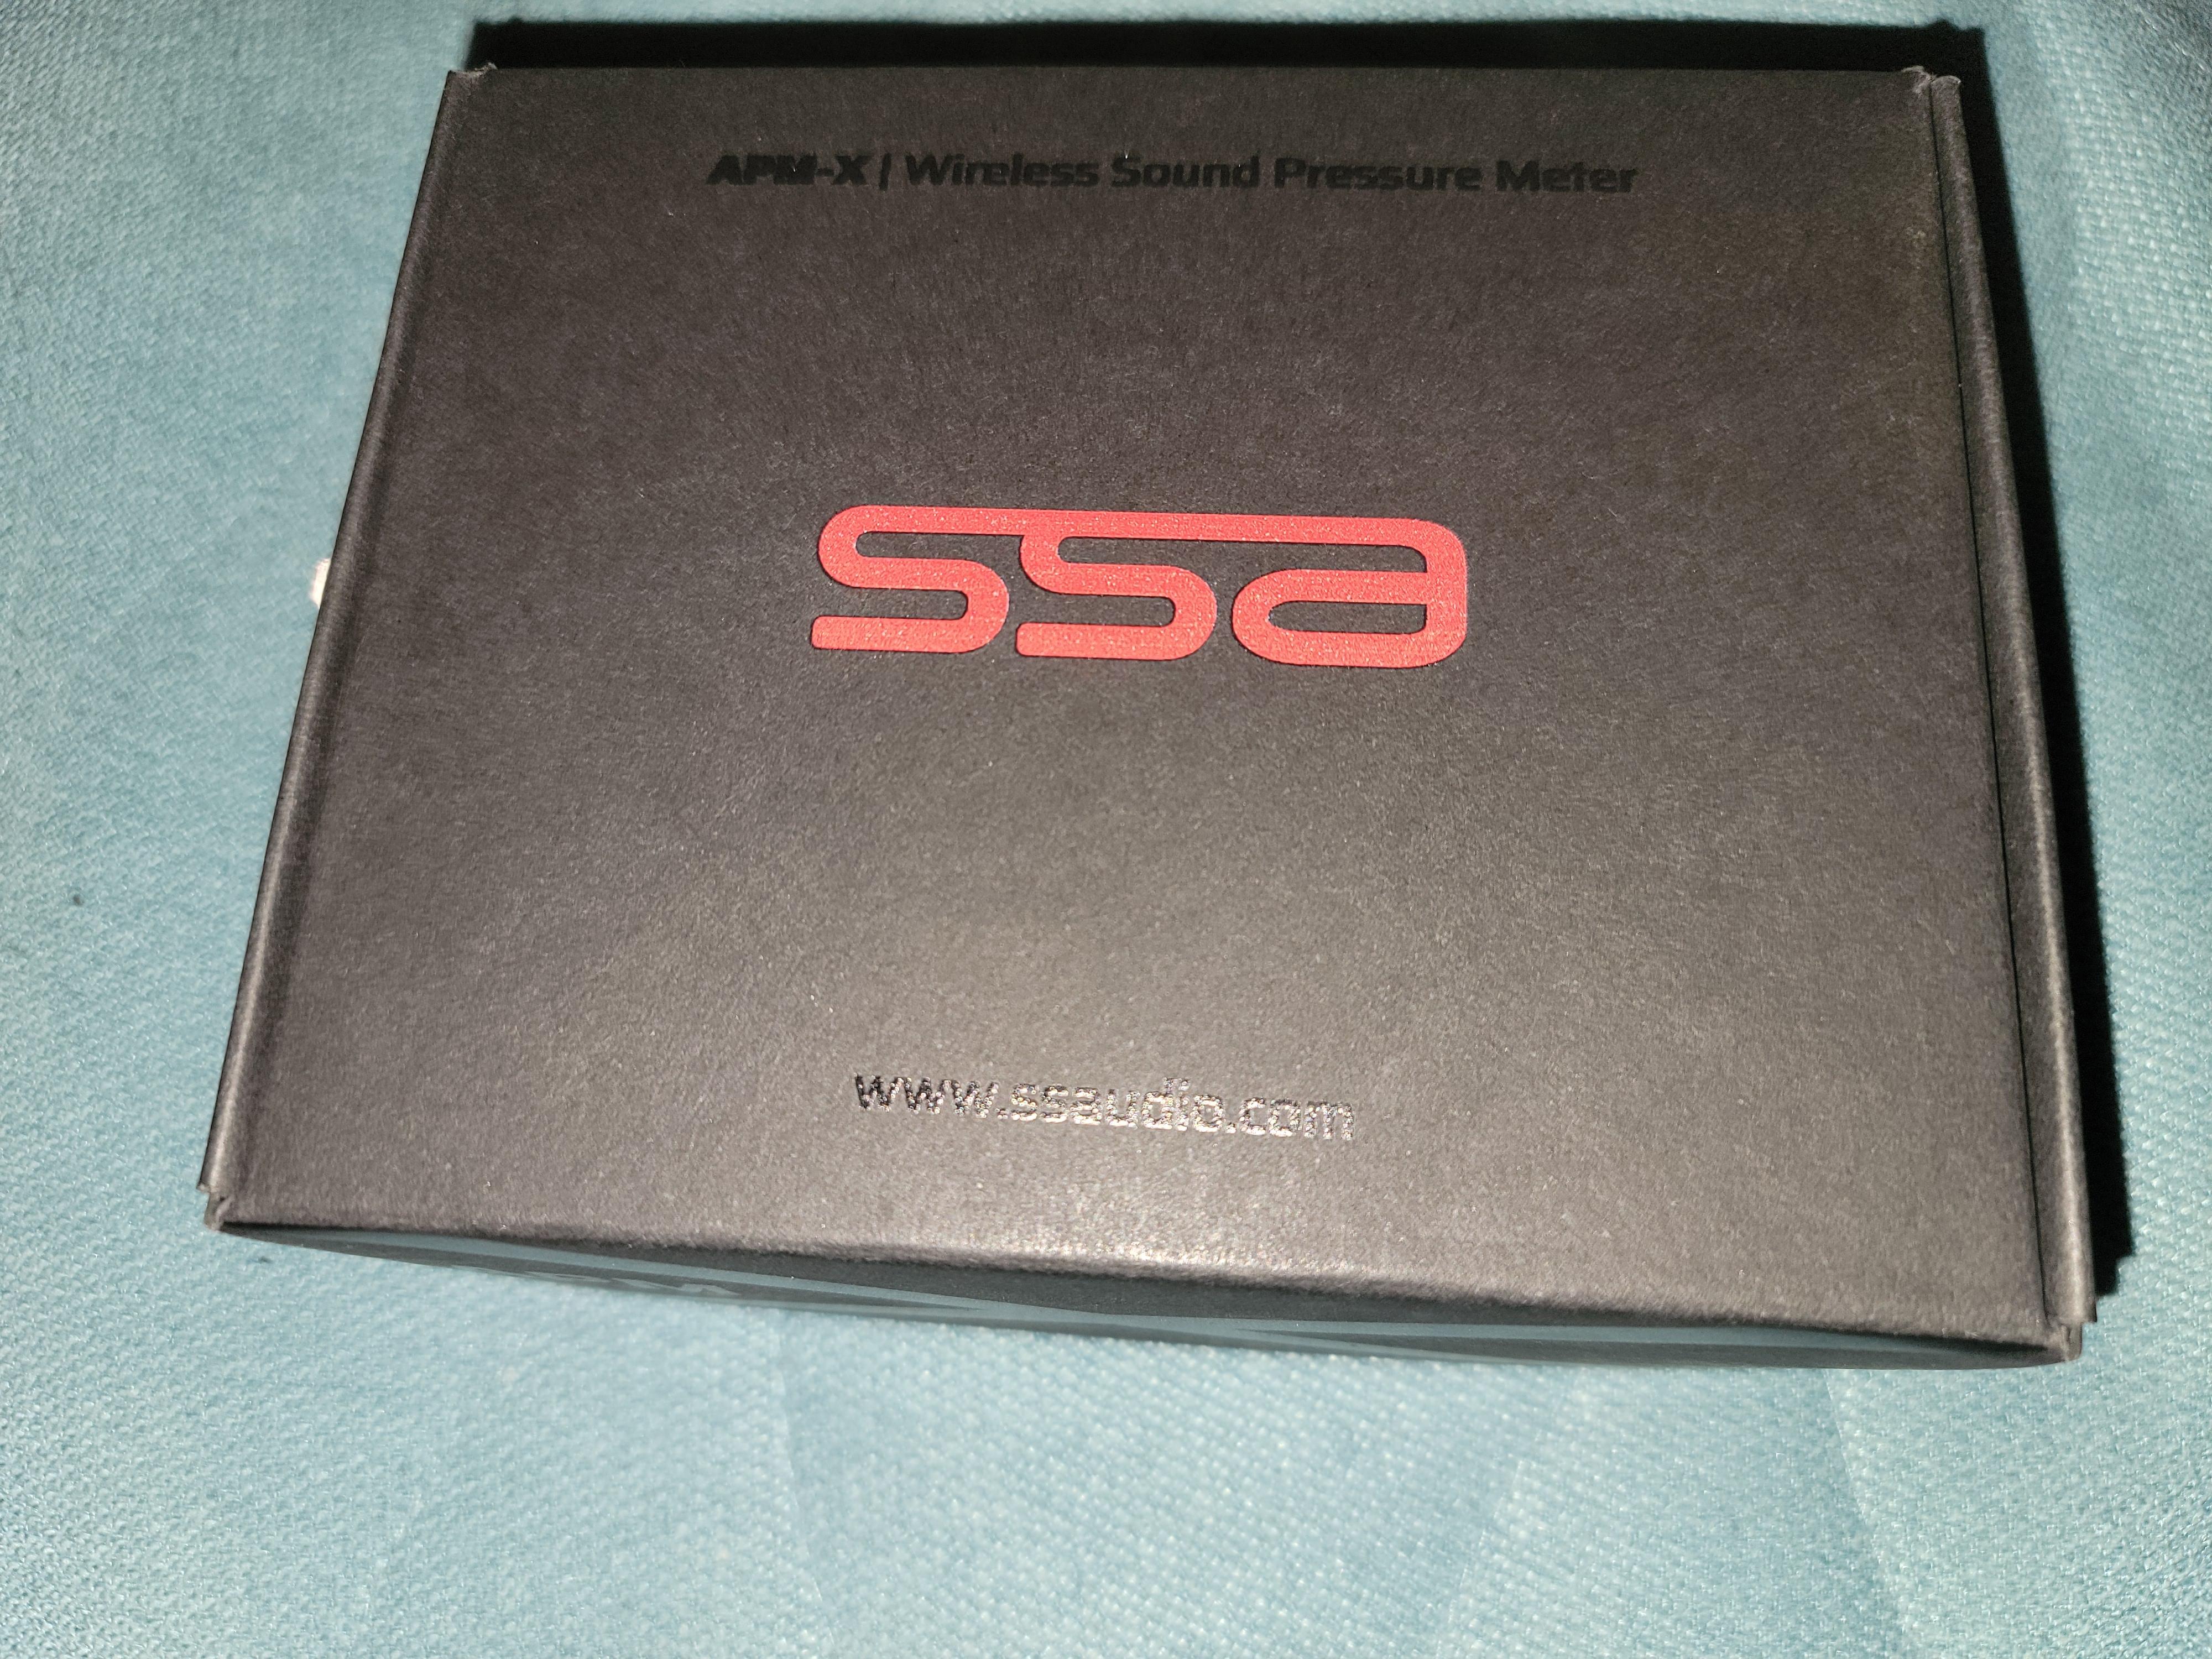 APM-X | Wireless Sound Pressure Meter
ssa
www.ssaudio.com